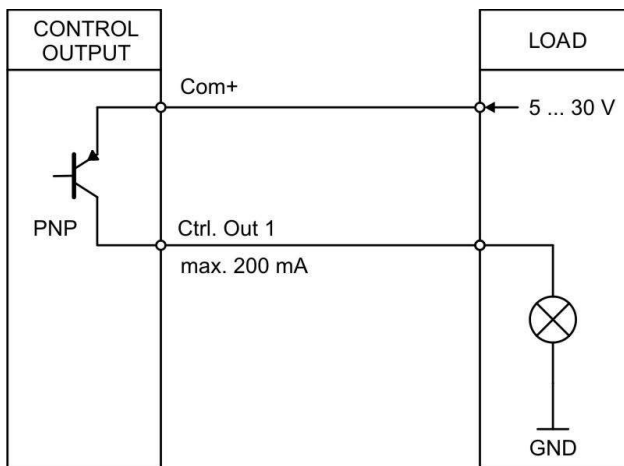 CONTROL
OUTPUT
LOAD
Com+
5 ... 30 V
PNP
Ctrl. Out 1
max. 200 mA
GND